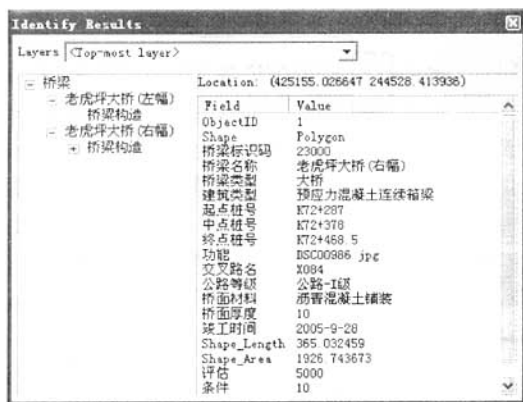 Identify Results
Layers <Top-most layer>
桥梁
老虎坪大桥(左幅)
桥梁构造
老虎坪大桥(右幅)
桥梁构造
Location: (425155.026647 244528.413936)
Field Value
ObjectID 1
Shape Polygon
桥梁标识码 23000
桥梁名称 老虎坪大桥(右幅)
桥梁类型 大桥
建筑类型 预应力混凝土连续箱梁
起点桩号 K72+287
中点桩号 K72+378
终点桩号 K72+468.5
功能 DSC00986 jpg
交叉路名 X084
公路等级 公路-I级
桥面材料 沥青混凝土铺装
桥面厚度 10
竣工时间 2005-9-28
Shape_Length 365.032459
Shape_Area 1926 743673
评估 5000
条件 10